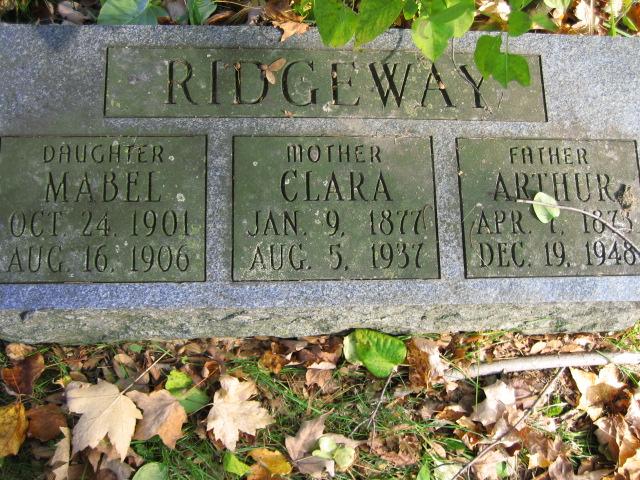 RIDGEWAY
DAUGHTER
MABEL
OCT 24, 1901
AUG 16, 1906
MOTHER
CLARA
JAN. 9, 1877
AUG. 5, 1937
FATHER
ARTHUR
APR. 1,
DEC. 19, 1948